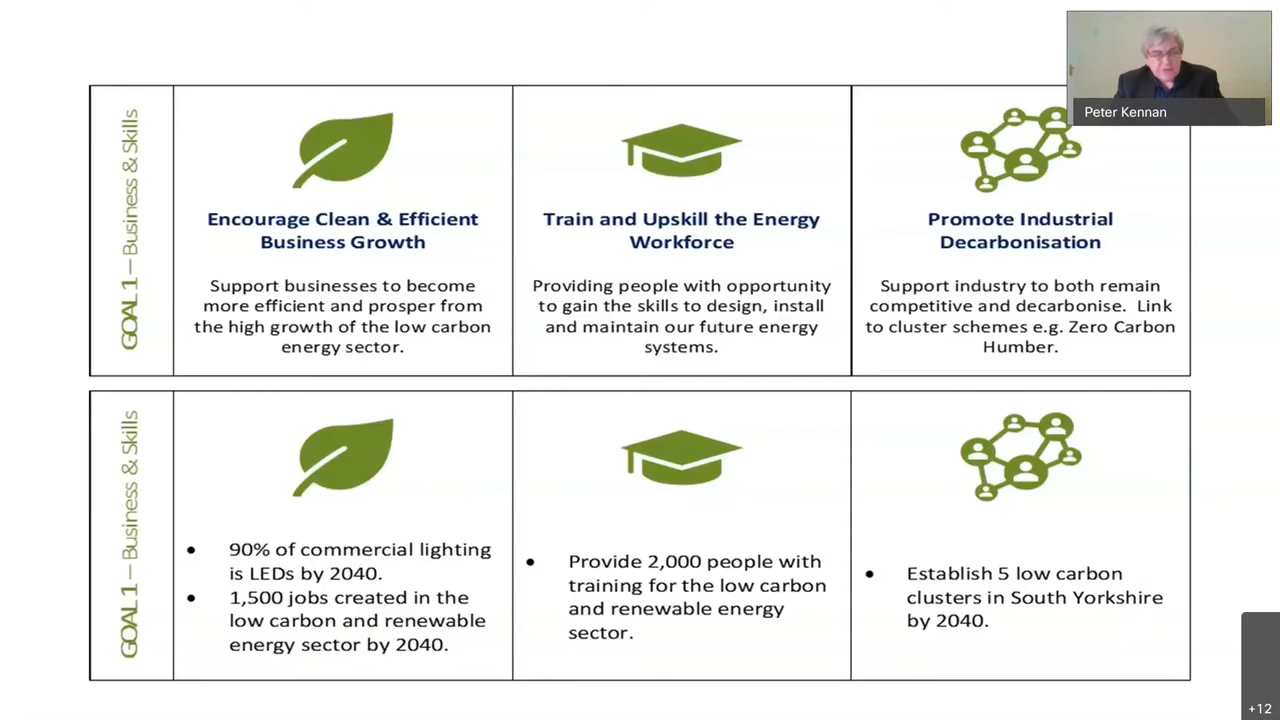 Peter Kennan
GOAL 1 – Business & Skills
Encourage Clean & Efficient
Business Growth
Support businesses to become
more efficient and prosper from
the high growth of the low carbon
energy sector.
Train and Upskill the Energy
Workforce
Providing people with opportunity
to gain the skills to design, install
and maintain our future energy
systems.
Promote Industrial
Decarbonisation
Support industry to both remain
competitive and decarbonise. Link
to cluster schemes e.g. Zero Carbon
Humber.
GOAL 1 – Business & Skills
• 90% of commercial lighting
is LEDs by 2040.
• 1,500 jobs created in the
low carbon and renewable
energy sector by 2040.
• Provide 2,000 people with
training for the low carbon
and renewable energy
sector.
• Establish 5 low carbon
clusters in South Yorkshire
by 2040.
+12